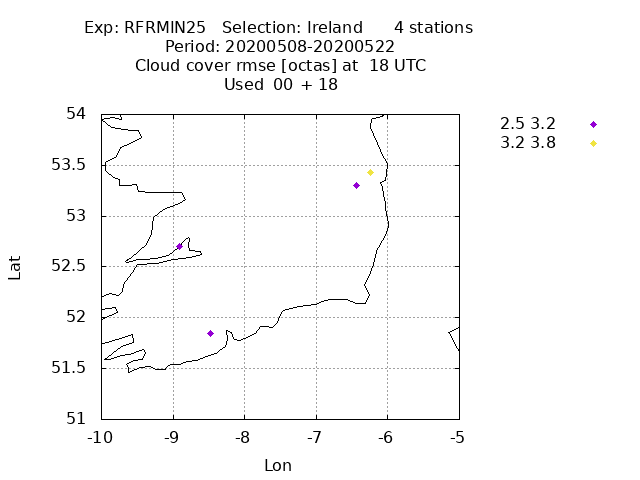 Exp: RFRMIN25   Selection: Ireland      4 stations
Period: 20200508-20200522
Cloud cover rmse [octas] at  18 UTC
Used  00 + 18
2.5 3.2
3.2 3.8
54
53.5
53
52.5
52
51.5
51
Lat
-10 -9 -8 -7 -6 -5
Lon